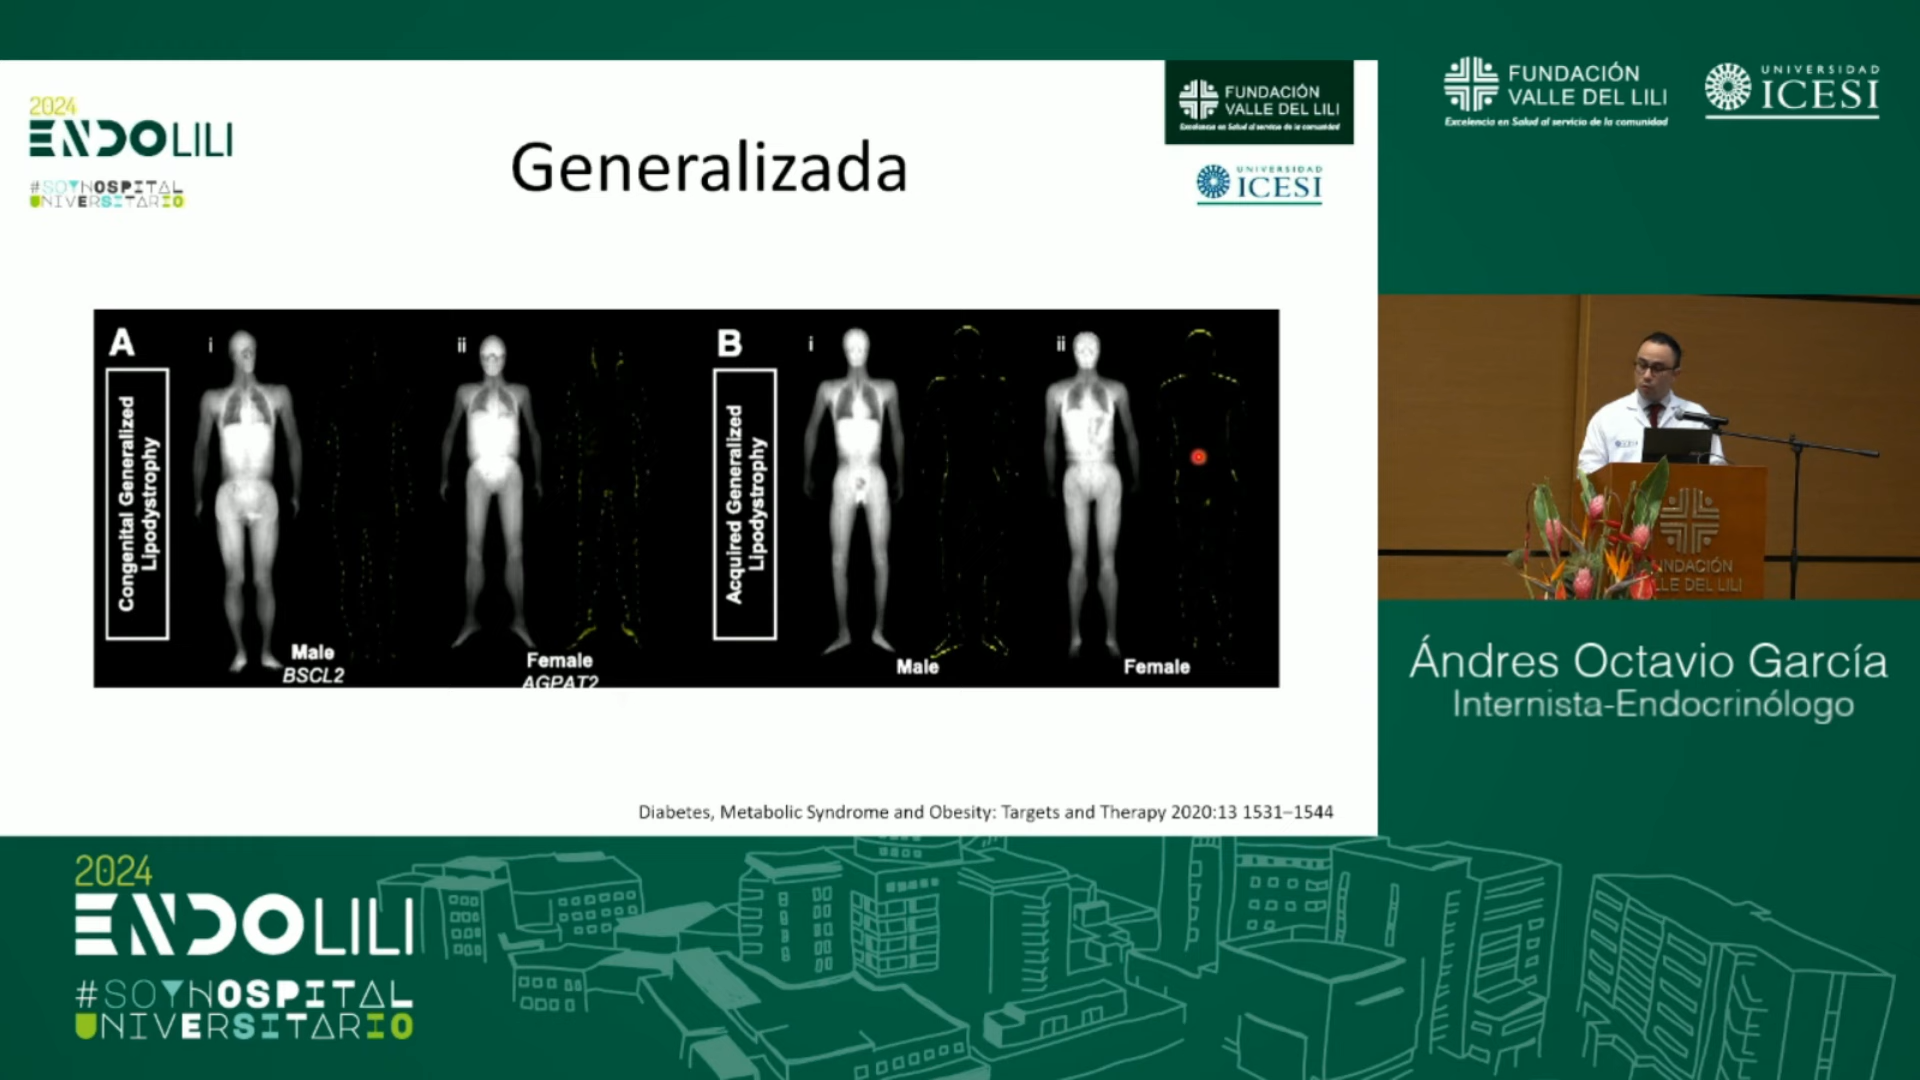 2024
ENDOLILI
#SOYHOSPITAL
UNIVERSITARIO
Generalizada
FUNDACIÓN
VALLE DEL LILI
Excelencia en Salud al servicio de la comunidad
UNIVERSIDAD
ICESI
A
i
ii
Congenital Generalized
Lipodystrophy
Male
BSCL2
Female
AGPAT2
B
i
ii
Acquired Generalized
Lipodystrophy
Male
Female
Diabetes, Metabolic Syndrome and Obesity: Targets and Therapy 2020:13 1531–1544
FUNDACIÓN
VALLE DEL LILI
Excelencia en Salud al servicio de la comunidad
UNIVERSIDAD
ICESI
Ándres Octavio García
Internista-Endocrinólogo
2024
ENDOLILI
#SOYHOSPITAL
UNIVERSITARIO